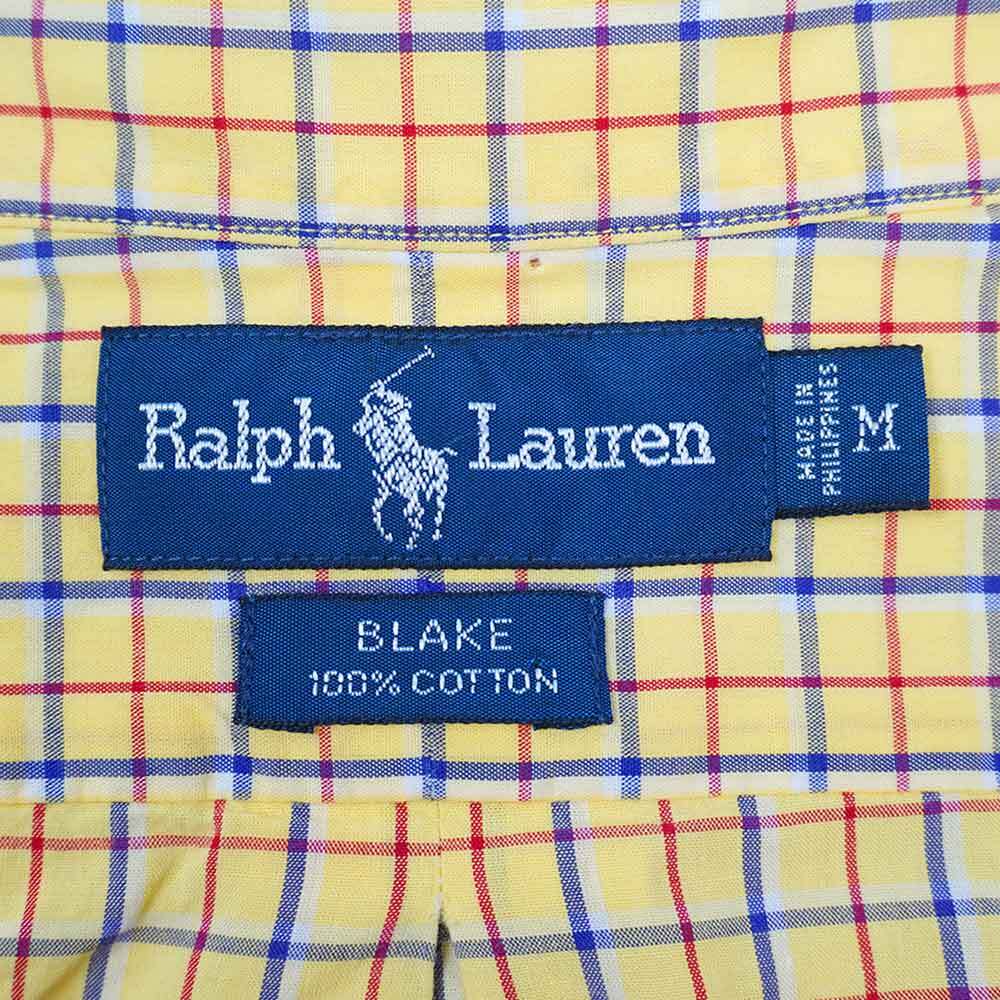 Ralph Lauren
MADE IN
PHILIPPINES
M
BLAKE
100% COTTON